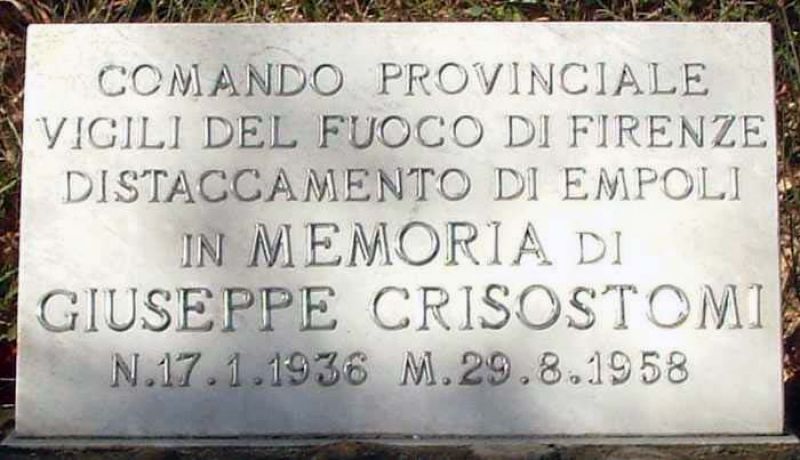 COMANDO PROVINCIALE
VIGILI DEL FUOCO DI FIRENZE
DISTACCAMENTO DI EMPOLI
IN MEMORIA DI
GIUSEPPE CRISOSTOMI
N.17.1.1936 M.29.8.1958